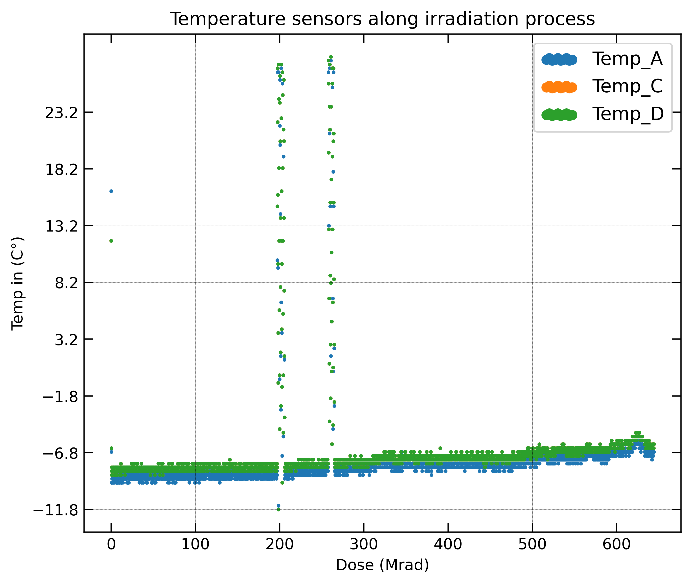 Temperature sensors along irradiation process
Temp_A
Temp_C
Temp_D
23.2
18.2
13.2
8.2
3.2
−1.8
−6.8
−11.8
Temp in (C°)
0 100 200 300 400 500 600
Dose (Mrad)